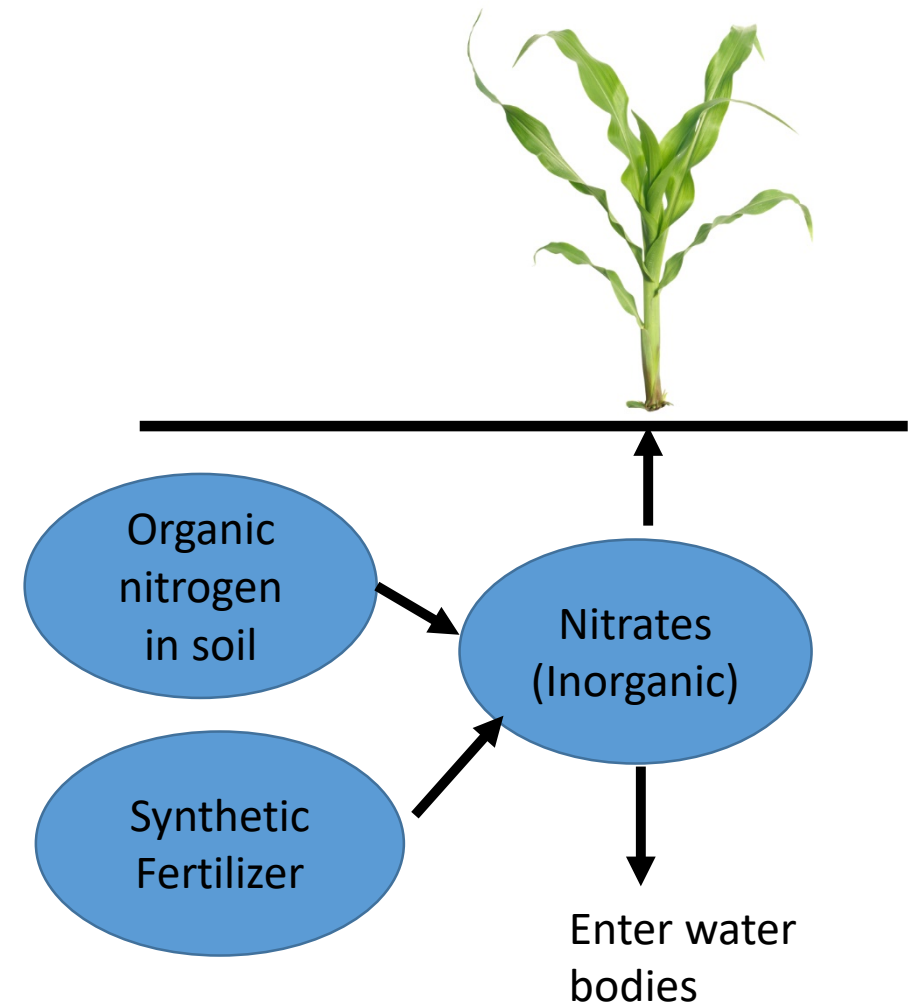 Organic
nitrogen
in soil
Nitrates
(Inorganic)
Synthetic
Fertilizer
Enter water
bodies